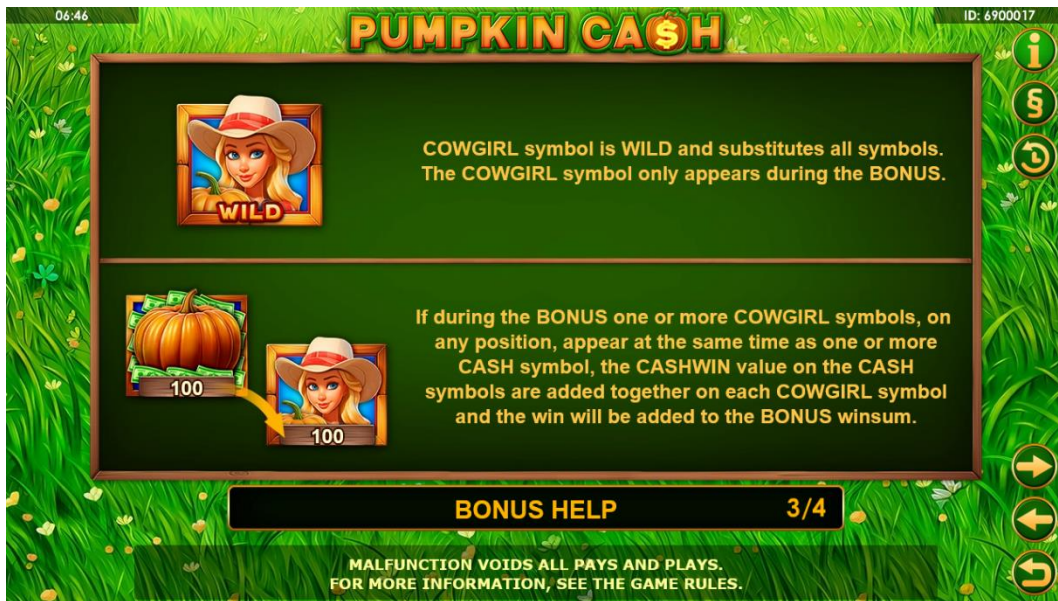 06:46
ID: 6900017
PUMPKIN CA$H
COWGIRL symbol is WILD and substitutes all symbols.
The COWGIRL symbol only appears during the BONUS.
WILD
If during the BONUS one or more COWGIRL symbols, on
any position, appear at the same time as one or more
CASH symbol, the CASHWIN value on the CASH
symbols are added together on each COWGIRL symbol
and the win will be added to the BONUS winsum.
100
100
BONUS HELP 3/4
MALFUNCTION VOIDS ALL PAYS AND PLAYS.
FOR MORE INFORMATION, SEE THE GAME RULES.
i
§